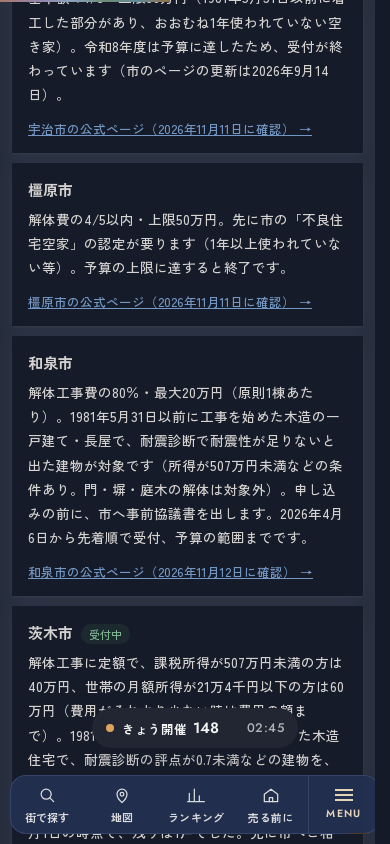 工した部分があり、おおむね1年使われていない空
き家）。令和8年度は予算に達したため、受付が終
わっています（市のページの更新は2026年9月14
日）。
宇治市の公式ページ（2026年11月11日に確認） →
橿原市
解体費の4/5以内・上限50万円。先に市の「不良住
宅空家」の認定が要ります（1年以上使われていな
い等）。予算の上限に達すると終了です。
橿原市の公式ページ（2026年11月11日に確認） →
和泉市
解体工事費の80％・最大20万円（原則1棟あた
り）。1981年5月31日以前に工事を始めた木造の一
戸建て・長屋で、耐震診断で耐震性が足りないと
出た建物が対象です（所得が507万円未満などの条
件あり。門・塀・庭木の解体は対象外）。申し込
みの前に、市へ事前協議書を出します。2026年4月
6日から先着順で受付、予算の範囲までです。
和泉市の公式ページ（2026年11月12日に確認） →
茨木市 受付中
解体工事に定額で、課税所得が507万円未満の方は
40万円、世帯の月額所得が21万4千円以下の方は60
万円（費用
で）。198
た木造
きょう開催 148 02:45
住宅で、耐震診断の評点が0.7未満などの建物を、
街で探す 地図 ランキング 売る前に MENU